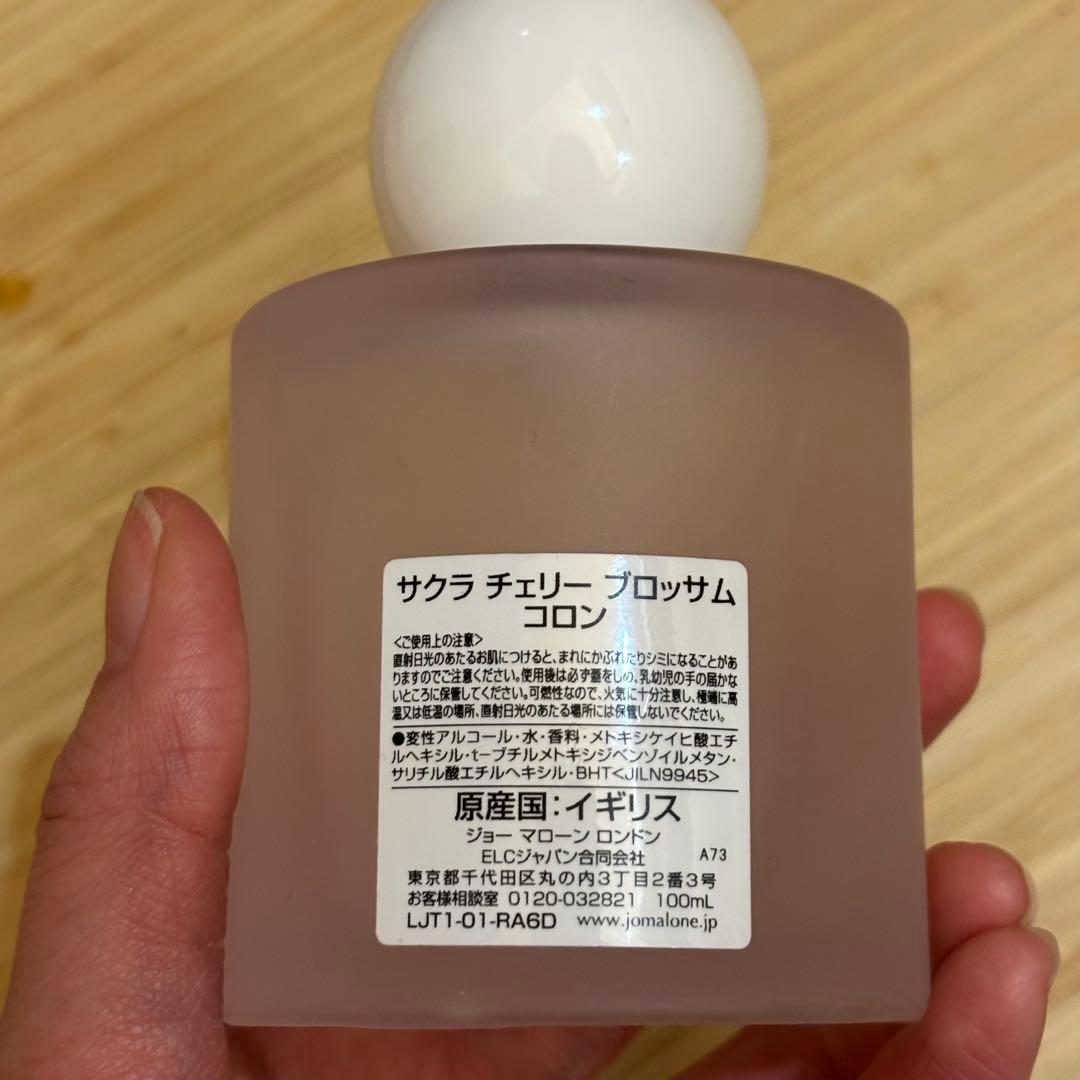 サクラ チェリー ブロッサム
コロン
<ご使用上の注意>
直射日光のあたるお肌につけると、まれにかぶれたりシミになることがあ
りますのでご注意ください。使用後は必ず蓋をしめ、乳幼児の手の届かな
いところに保管してください。可燃性なので、火気に十分注意し、極端に高
温又は低温の場所、直射日光のあたる場所には保管しないでください。
●変性アルコール・水・香料・メトキシケイヒ酸エチ
ルヘキシル・t-ブチルメトキシジベンゾイルメタン・
サリチル酸エチルヘキシル・BHT<JILN9945>
原産国:イギリス
ジョー マローン ロンドン
ELCジャパン合同会社 A73
東京都千代田区丸の内3丁目2番3号
お客様相談室 0120-032821 100mL
LJT1-01-RA6D www.jomalone.jp